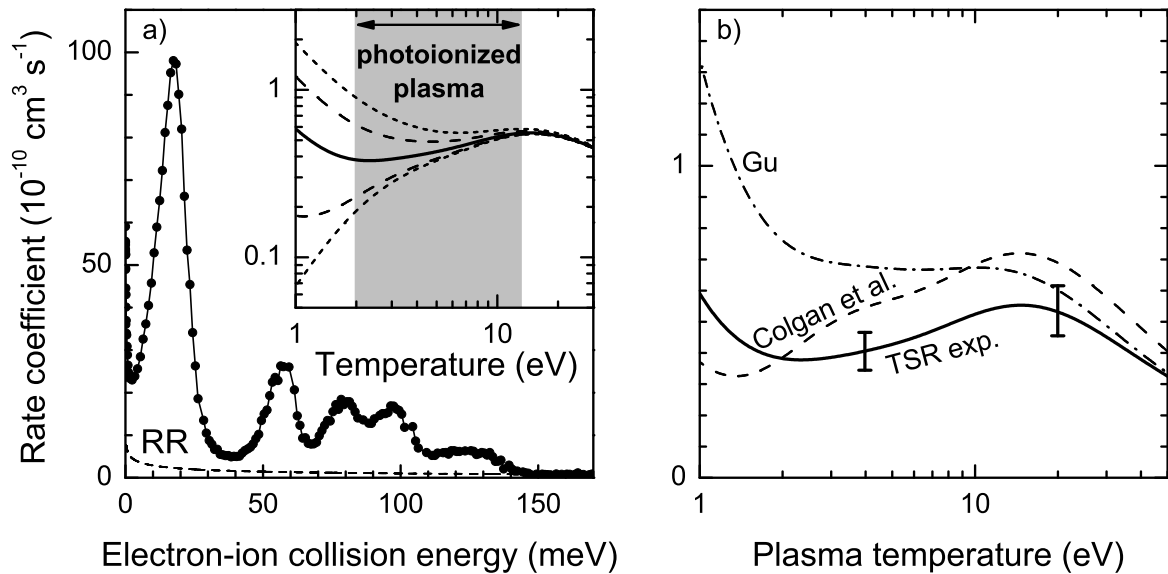 Rate coefficient (10⁻¹⁰ cm³ s⁻¹)
a)
100
50
0
RR
0
50
100
150
Electron-ion collision energy (meV)
photoionized
plasma
1
0.1
1
10
Temperature (eV)
b)
1
0
Gu
Colgan et al.
TSR exp.
1
10
Plasma temperature (eV)